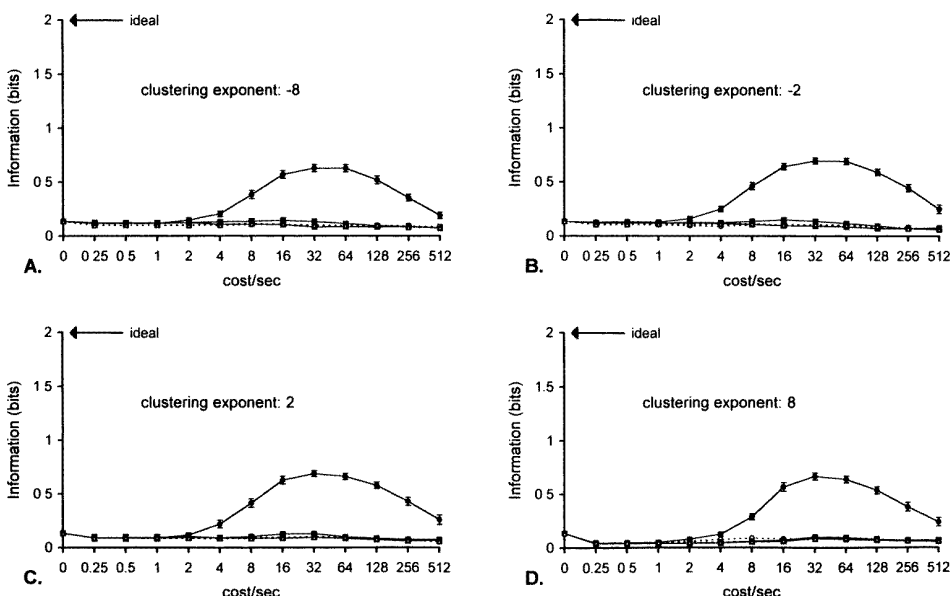 2
ideal
1 5
clustering exponent: -8
1
0 5
0
Information (bits)
0 0.25 0.5 1 2 4 8 16 32 64 128 256 512
A.
cost/sec
2
ideal
1 5
clustering exponent: -2
1
0 5
0
Information (bits)
0 0.25 0 5 1 2 4 8 16 32 64 128 256 512
B.
cost/sec
2
ideal
1 5
clustering exponent: 2
1
0 5
0
Information (bits)
0 0.25 0.5 1 2 4 8 16 32 64 128 256 512
C.
cost/sec
2
ideal
1 5
clustering exponent: 8
1
0 5
0
Information (bits)
0 0.25 0.5 1 2 4 8 16 32 64 128 256 512
D.
cost/sec